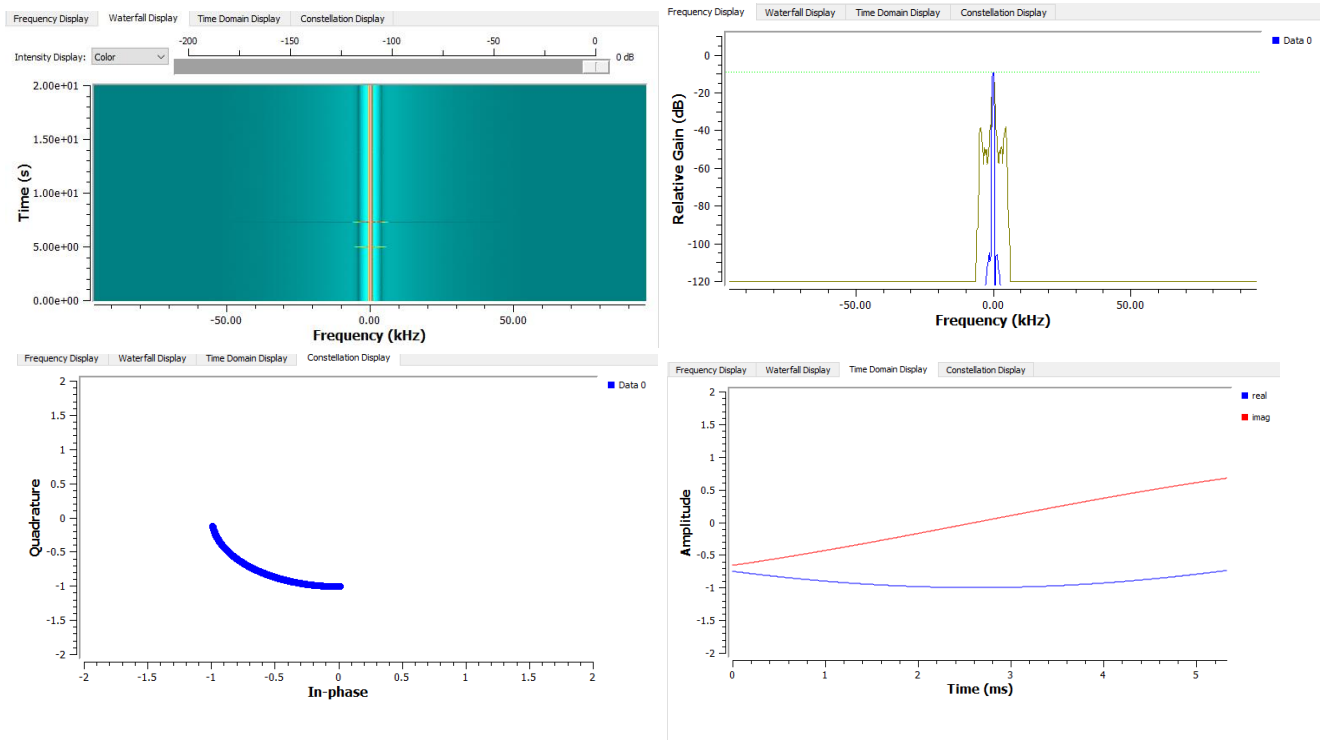 Frequency Display Waterfall Display Time Domain Display Constellation Display
-200 -150 -100 -50 0
Intensity Display: Color 0 dB
2.00e+01
1.50e+01
1.00e+01
5.00e+00
0.00e+00
Time (s)
-50.00 0.00 50.00
Frequency (kHz)
Frequency Display Waterfall Display Time Domain Display Constellation Display
Data 0
0
-20
-40
-60
-80
-100
-120
Relative Gain (dB)
-50.00 0.00 50.00
Frequency (kHz)
Frequency Display Waterfall Display Time Domain Display Constellation Display
Data 0
2
1.5
1
0.5
0
-0.5
-1
-1.5
-2
Quadrature
-2 -1.5 -1 -0.5 0 0.5 1 1.5 2
In-phase
Frequency Display Waterfall Display Time Domain Display Constellation Display
real
imag
2
1.5
1
0.5
0
-0.5
-1
-1.5
-2
Amplitude
0 1 2 3 4 5
Time (ms)